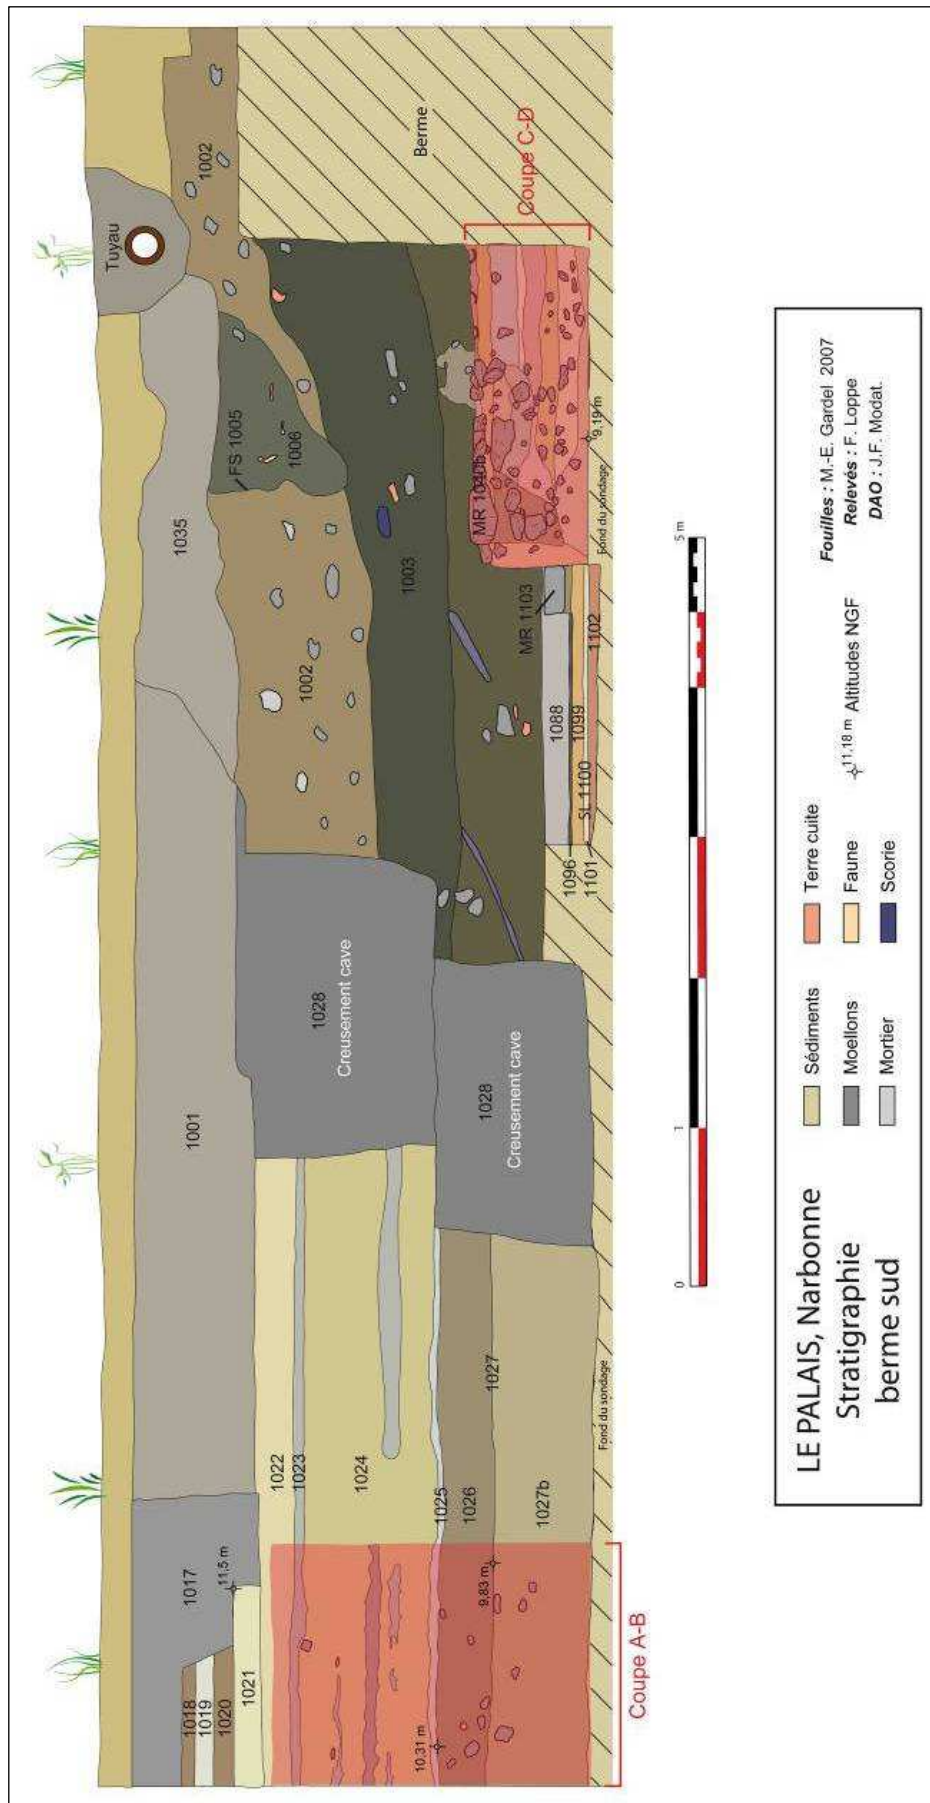 1017
11,5 m
1018
1019
1020
1021
1001
1035
Tuyau
1002
FS 1005
1006
1002
Berme
1022
1023
1024
1025
1026
1027
1027b
10,31 m
9,83 m
Coupe A-B
Fond du sondage
1028
Creusement cave
1028
Creusement cave
1003
MR 1040b
MR 1103
1088
1096
1099
SL 1100
1101
1102
Fond du sondage
9,19 m
Coupe C-D
0
1
5 m
LE PALAIS, Narbonne
Stratigraphie
berme sud
Sédiments
Moellons
Mortier
Terre cuite
Faune
Scorie
11,18 m Altitudes NGF
Fouilles : M.-E. Gardel 2007
Relevés : F. Loppe
DAO : J.F. Modat.